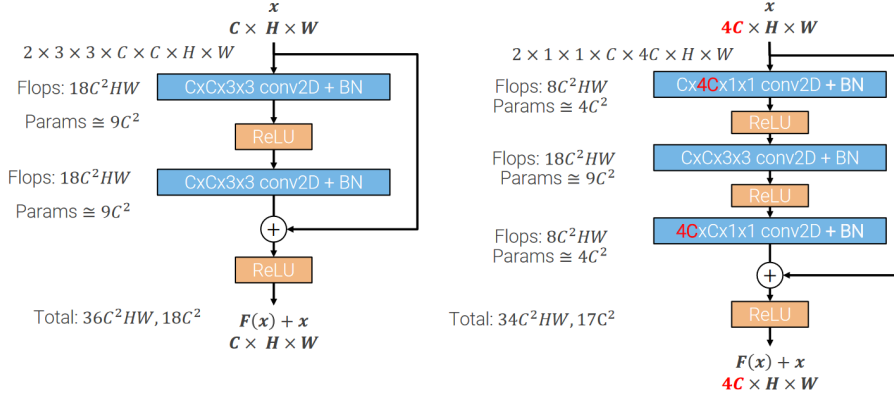 x
C × H × W
2 × 3 × 3 × C × C × H × W
Flops: 18C²HW
CxCx3x3 conv2D + BN
Params ≅ 9C²
ReLU
Flops: 18C²HW
CxCx3x3 conv2D + BN
Params ≅ 9C²
+
ReLU
Total: 36C²HW, 18C²
F(x) + x
C × H × W
x
4C × H × W
2 × 1 × 1 × C × 4C × H × W
Flops: 8C²HW
Cx4Cx1x1 conv2D + BN
Params ≅ 4C²
ReLU
Flops: 18C²HW
CxCx3x3 conv2D + BN
Params ≅ 9C²
ReLU
4CxCx1x1 conv2D + BN
Flops: 8C²HW
Params ≅ 4C²
+
ReLU
Total: 34C²HW, 17C²
F(x) + x
4C × H × W